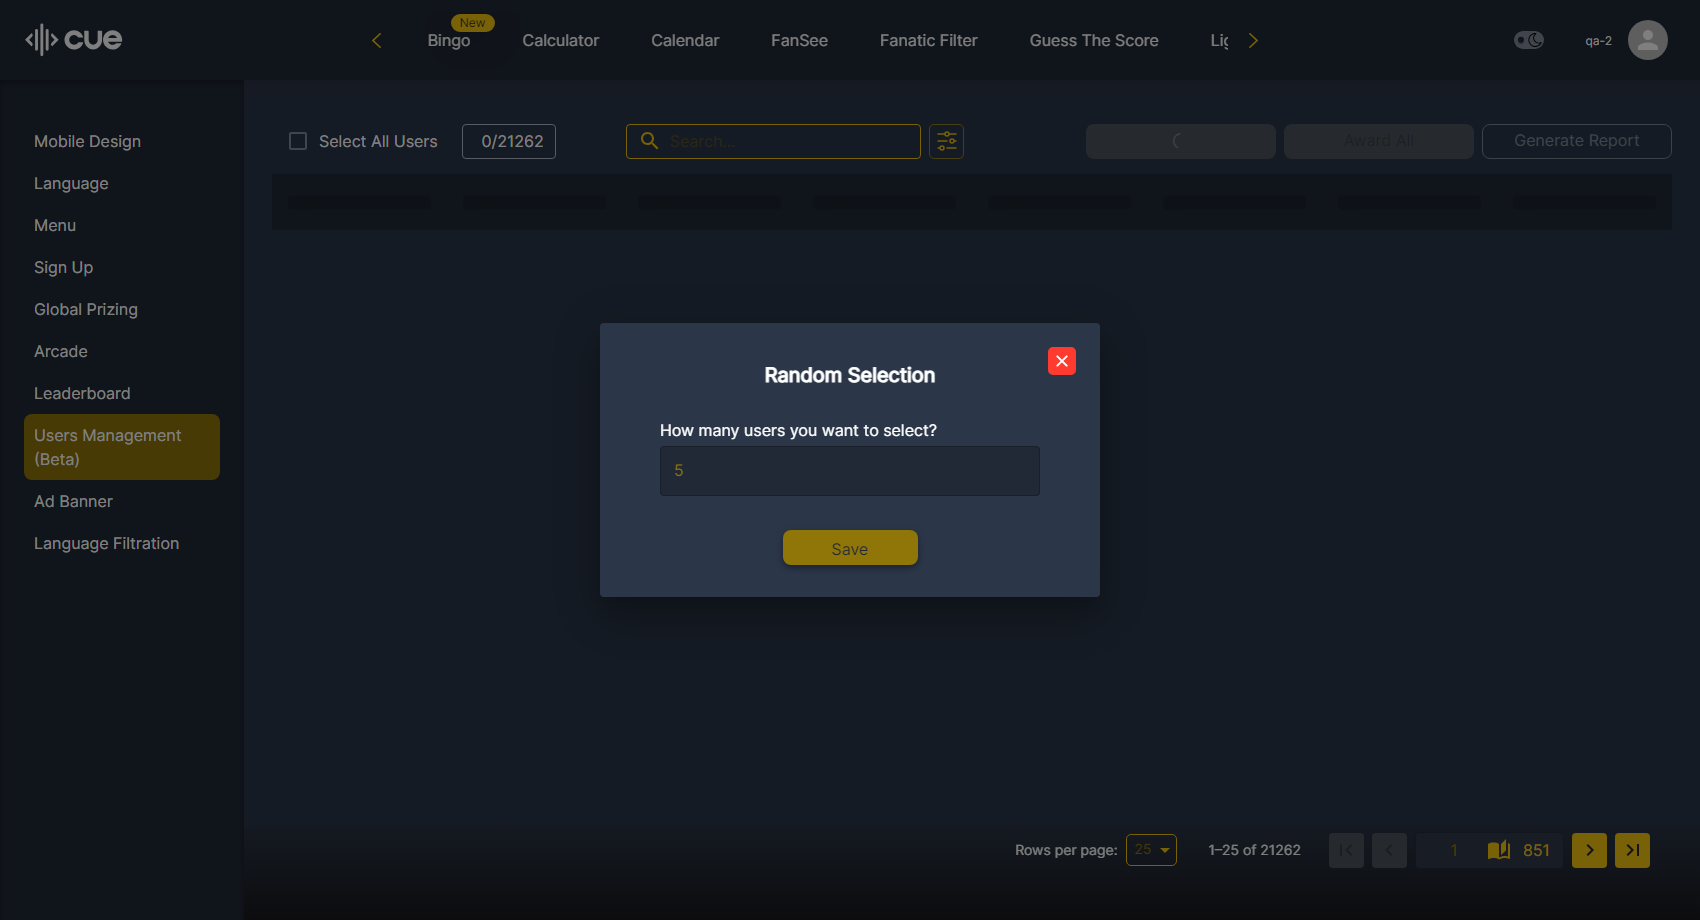 cue
New
Bingo
Calculator
Calendar
FanSee
Fanatic Filter
Guess The Score
Lig
qa-2
Mobile Design
Language
Menu
Sign Up
Global Prizing
Arcade
Leaderboard
Users Management
(Beta)
Ad Banner
Language Filtration
Select All Users
0/21262
Search...
Award All
Generate Report
Random Selection
How many users you want to select?
5
Save
Rows per page:
25
1–25 of 21262
1
851